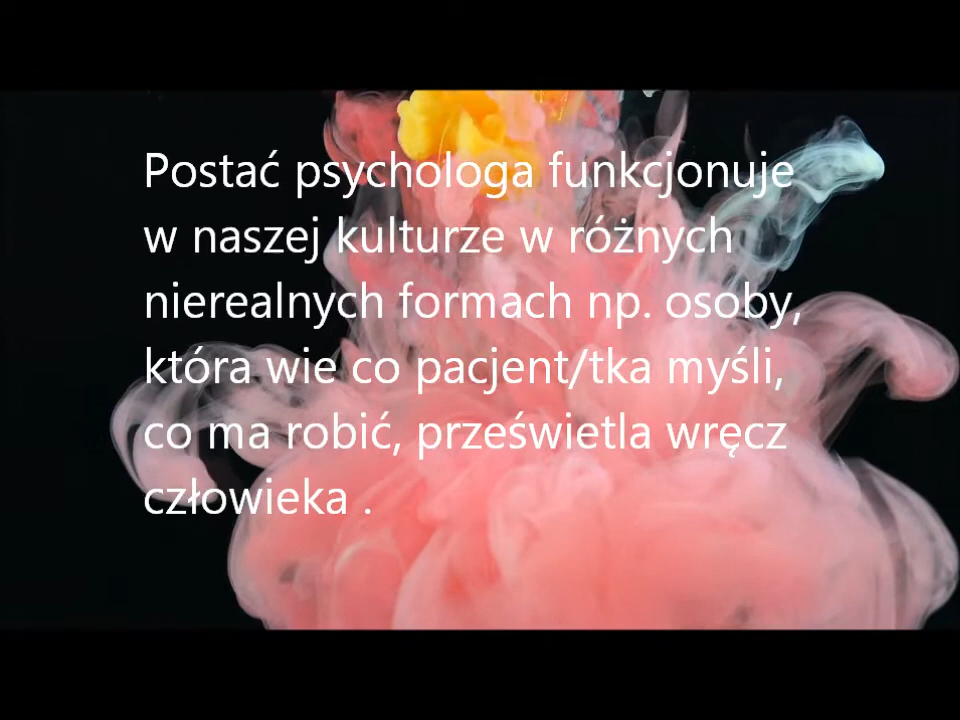 Postać psychologa funkcjonuje
w naszej kulturze w różnych
nierealnych formach np. osoby,
która wie co pacjent/tka myśli,
co ma robić, prześwietla wręcz
człowieka .